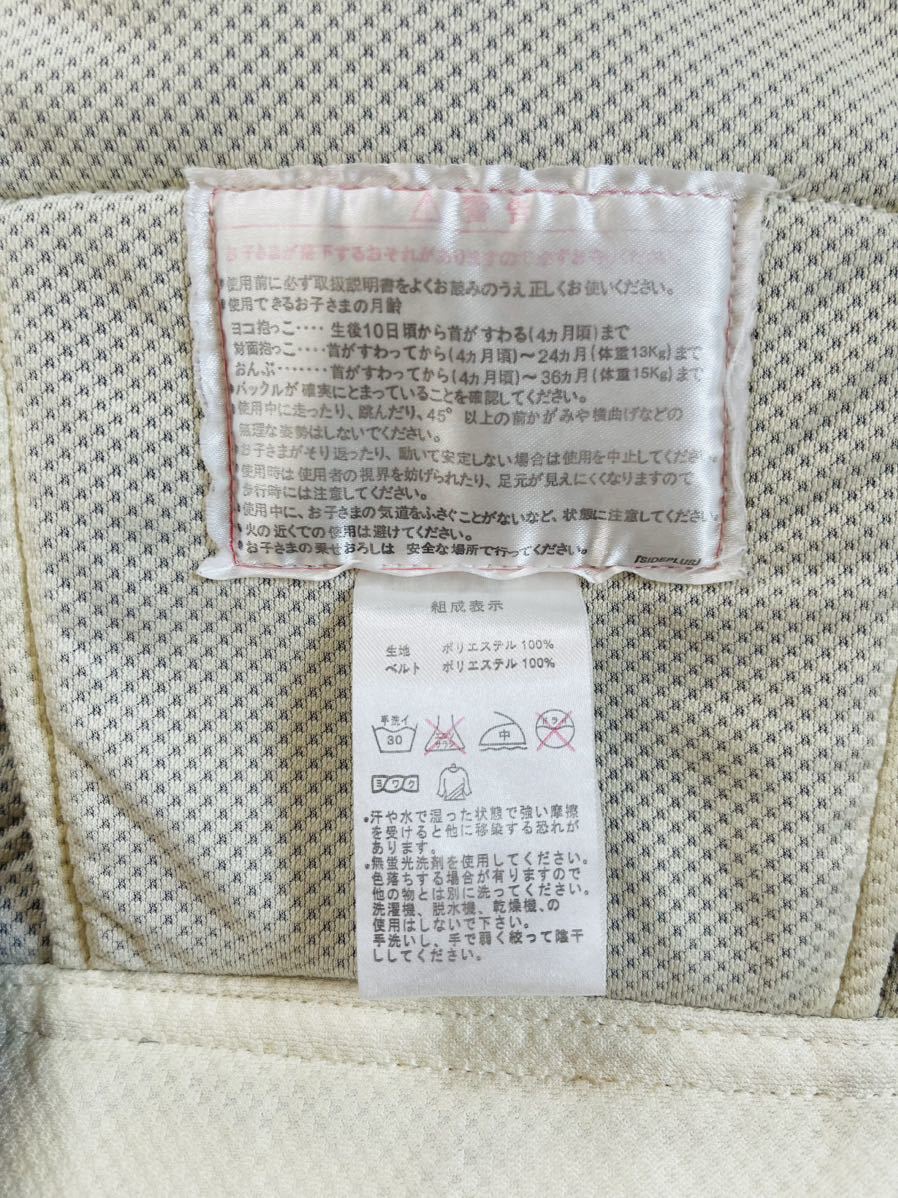 ⚠警告
お子さまが落下するおそれがありますので必ずお守りください。
•使用前に必ず取扱説明書をよくお読みのうえ正しくお使いください。
•使用できるお子さまの月齢
ヨコ抱っこ‥‥ 生後10日頃から首がすわる(4ヵ月頃)まで
対面抱っこ‥‥首がすわってから(4ヵ月頃)〜24ヵ月(体重13Kg)まで
おんぶ‥‥‥首がすわってから(4ヵ月頃)〜36ヵ月(体重15Kg)まで
•バックルが確実にとまっていることを確認してください。
•使用中に走ったり、跳んだり、45°以上の前かがみや横曲げなどの
無理な姿勢はしないでください。
•お子さまがそり返ったり、動いて安定しない場合は使用を中止してください。
•使用時は使用者の視界を妨げられたり、足元が見えにくくなりますので
歩行時には注意してください。
•使用中に、お子さまの気道をふさぐことがないなど、状態に注意してください。
•火の近くでの使用は避けてください。
•お子さまの乗せおろしは 安全な場所で行ってください。
SIDEPLUS
組成表示
生地 ポリエステル 100%
ベルト ポリエステル 100%
手洗イ 30 エンソ サラシ 中 ドライ
ヨワク
•汗や水で湿った状態で強い摩擦
を受けると他に移染する恐れが
あります。
•無蛍光洗剤を使用してください。
色落ちする場合が有りますので
他の物とは別に洗ってください。
洗濯機、脱水機、乾燥機、の
使用はしないで下さい。
手洗いし、手で弱く絞って陰干
ししてください。